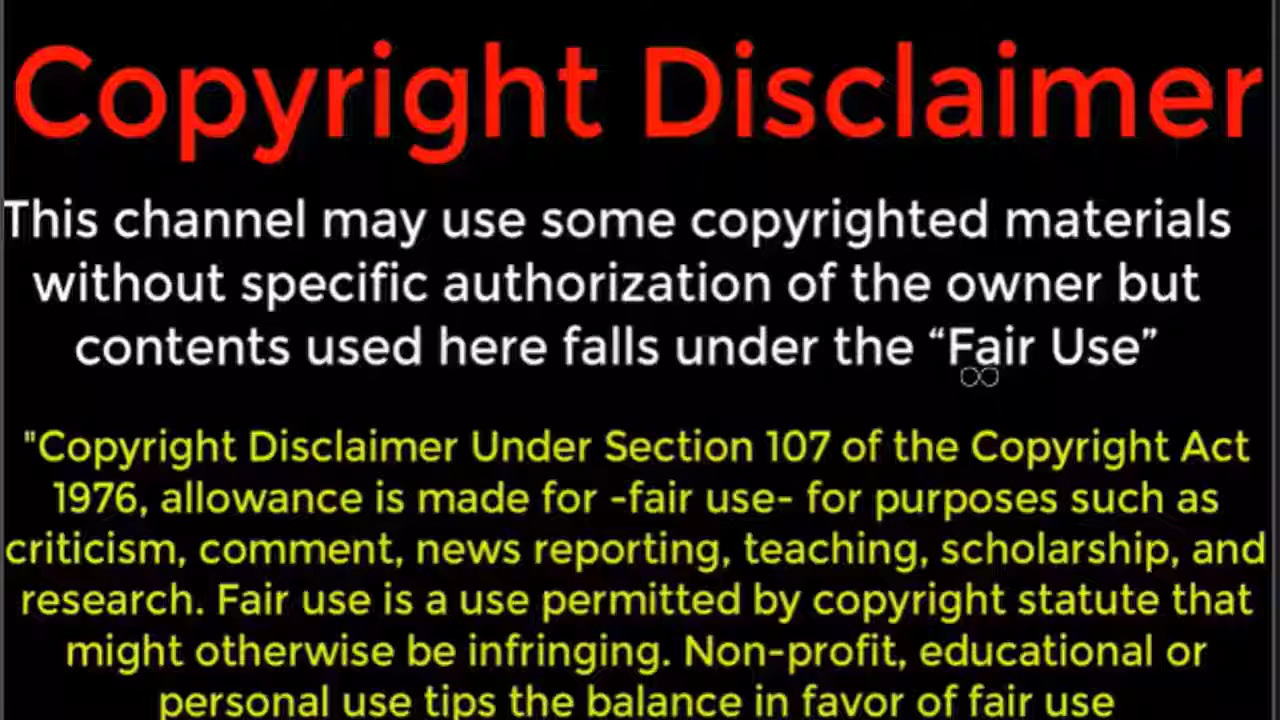 Copyright Disclaimer
This channel may use some copyrighted materials
without specific authorization of the owner but
contents used here falls under the “Fair Use”
"Copyright Disclaimer Under Section 107 of the Copyright Act
1976, allowance is made for -fair use- for purposes such as
criticism, comment, news reporting, teaching, scholarship, and
research. Fair use is a use permitted by copyright statute that
might otherwise be infringing. Non-profit, educational or
personal use tips the balance in favor of fair use